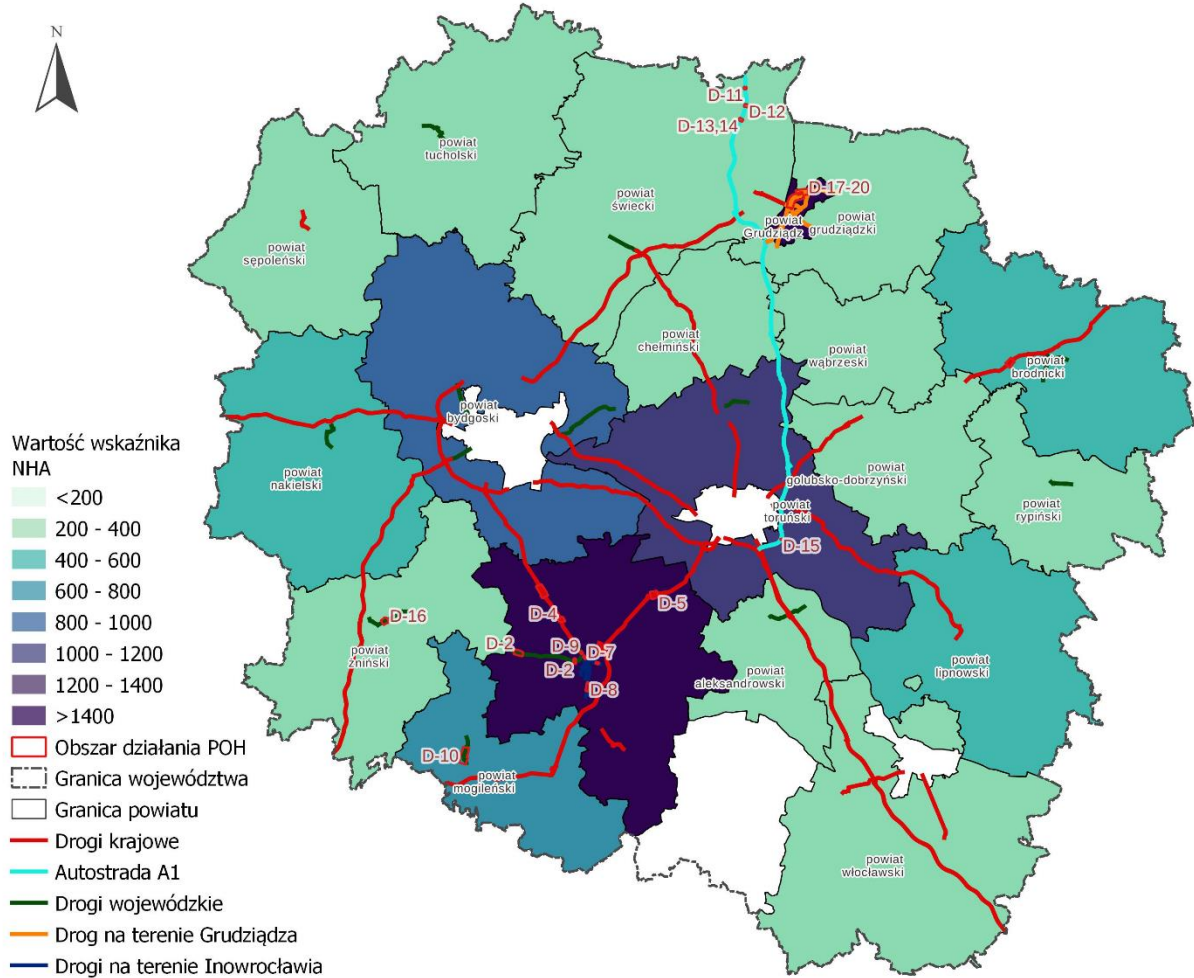 N
D-11
D-12
D-13,14
powiat
tucholski
powiat
świecki
D-17-20
powiat
Grudziądz
powiat
grudziądzki
powiat
sępoleński
powiat
chełmiński
powiat
wąbrzeski
powiat
brodnicki
powiat
bydgoski
powiat
nakielski
powiat
golubsko-dobrzyński
powiat
rypiński
powiat
toruński
D-15
D-4
D-5
D-16
D-2
D-9
D-7
D-2
D-8
powiat
żniński
powiat
aleksandrowski
powiat
lipnowski
D-10
powiat
mogileński
powiat
włocławski
Wartość wskaźnika
NHA
<200
200 - 400
400 - 600
600 - 800
800 - 1000
1000 - 1200
1200 - 1400
>1400
Obszar działania POH
Granica województwa
Granica powiatu
Drogi krajowe
Autostrada A1
Drogi wojewódzkie
Drog na terenie Grudziądza
Drogi na terenie Inowrocławia